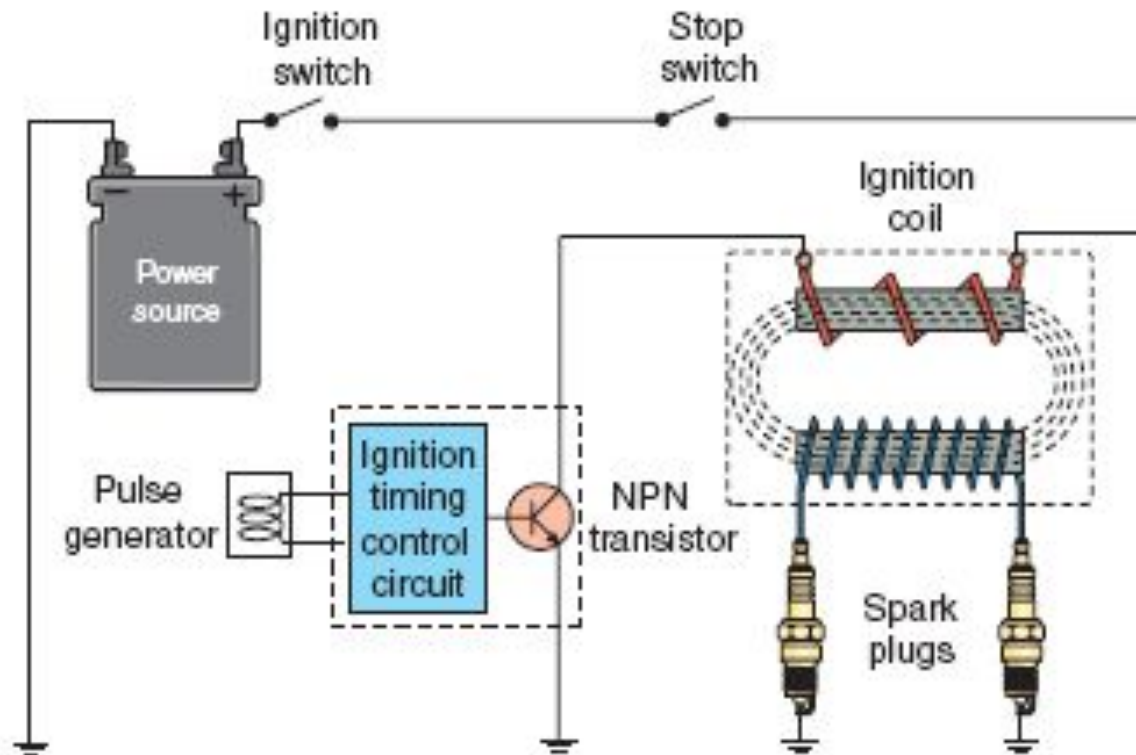 Ignition
switch
Stop
switch
Ignition
coil
− +
Power
source
Pulse
generator
Ignition
timing
control
circuit
NPN
transistor
Spark
plugs